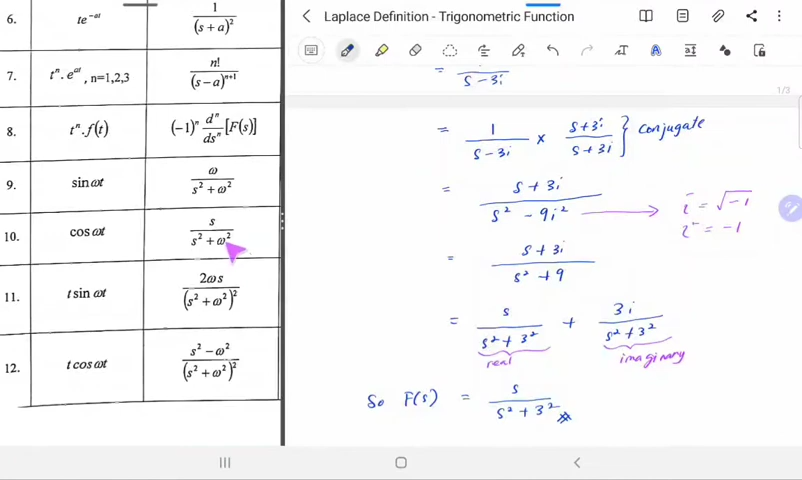 6. te^{-at} 1/(s+a)^2
7. t^n.e^{at}, n=1,2,3 n!/(s-a)^{n+1}
8. t^n.f(t) (-1)^n d^n/ds^n [F(s)]
9. sin ωt ω/(s^2+ω^2)
10. cos ωt s/(s^2+ω^2)
11. t sin ωt 2ωs/(s^2+ω^2)^2
12. t cos ωt (s^2-ω^2)/(s^2+ω^2)^2
Laplace Definition - Trigonometric Function
1/3
= s-3i
= 1/(s-3i) × (s+3i)/(s+3i) } conjugate
= (s+3i)/(s^2-9i^2) → i = √-1
i^2 = -1
= (s+3i)/(s^2+9)
= s/(s^2+3^2) + 3i/(s^2+3^2)
real imaginary
So F(s) = s/(s^2+3^2) #